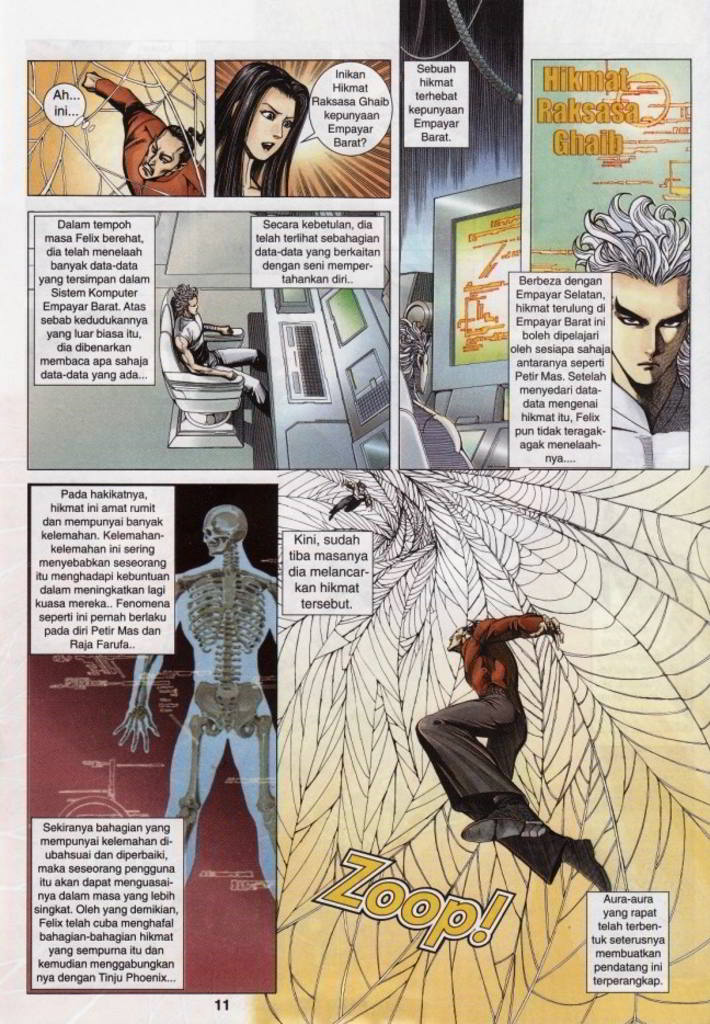 Ah...
ini...
Inikan
Hikmat
Raksasa Ghaib
kepunyaan
Empayar
Barat?
Sebuah
hikmat
terhebat
kepunyaan
Empayar
Barat.
Hikmat
Raksasa
Ghaib
Dalam tempoh
masa Felix berehat,
dia telah menelaah
banyak data-data
yang tersimpan dalam
Sistem Komputer
Empayar Barat. Atas
sebab kedudukannya
yang luar biasa itu,
dia dibenarkan
membaca apa sahaja
data-data yang ada...
Secara kebetulan, dia
telah terlihat sebahagian
data-data yang berkaitan
dengan seni memper-
tahankan diri..
Berbeza dengan
Empayar Selatan,
hikmat terulung di
Empayar Barat ini
boleh dipelajari
oleh sesiapa sahaja
antaranya seperti
Petir Mas. Setelah
menyedari data-
data mengenai
hikmat itu, Felix
pun tidak teragak-
agak menelaah-
nya....
Pada hakikatnya,
hikmat ini amat rumit
dan mempunyai banyak
kelemahan. Kelemahan-
kelemahan ini sering
menyebabkan seseorang
itu menghadapi kebuntuan
dalam meningkatkan lagi
kuasa mereka.. Fenomena
seperti ini pernah berlaku
pada diri Petir Mas dan
Raja Farufa..
Kini, sudah
tiba masanya
dia melancar-
kan hikmat
tersebut.
Sekiranya bahagian yang
mempunyai kelemahan di-
ubahsuai dan diperbaiki,
maka seseorang pengguna
itu akan dapat menguasai-
nya dalam masa yang lebih
singkat. Oleh yang demikian,
Felix telah cuba menghafal
bahagian-bahagian hikmat
yang sempurna itu dan
kemudian menggabungkan
nya dengan Tinju Phoenix...
Zoop!
Aura-aura
yang rapat
telah terben-
tuk seterusnya
membuatkan
pendatang ini
terperangkap.
11